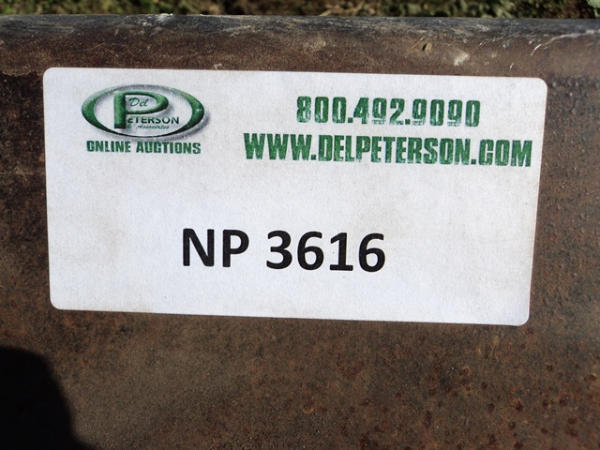 Del
PETERSON
Associates
ONLINE AUCTIONS
800.492.9090
WWW.DELPETERSON.COM
NP 3616